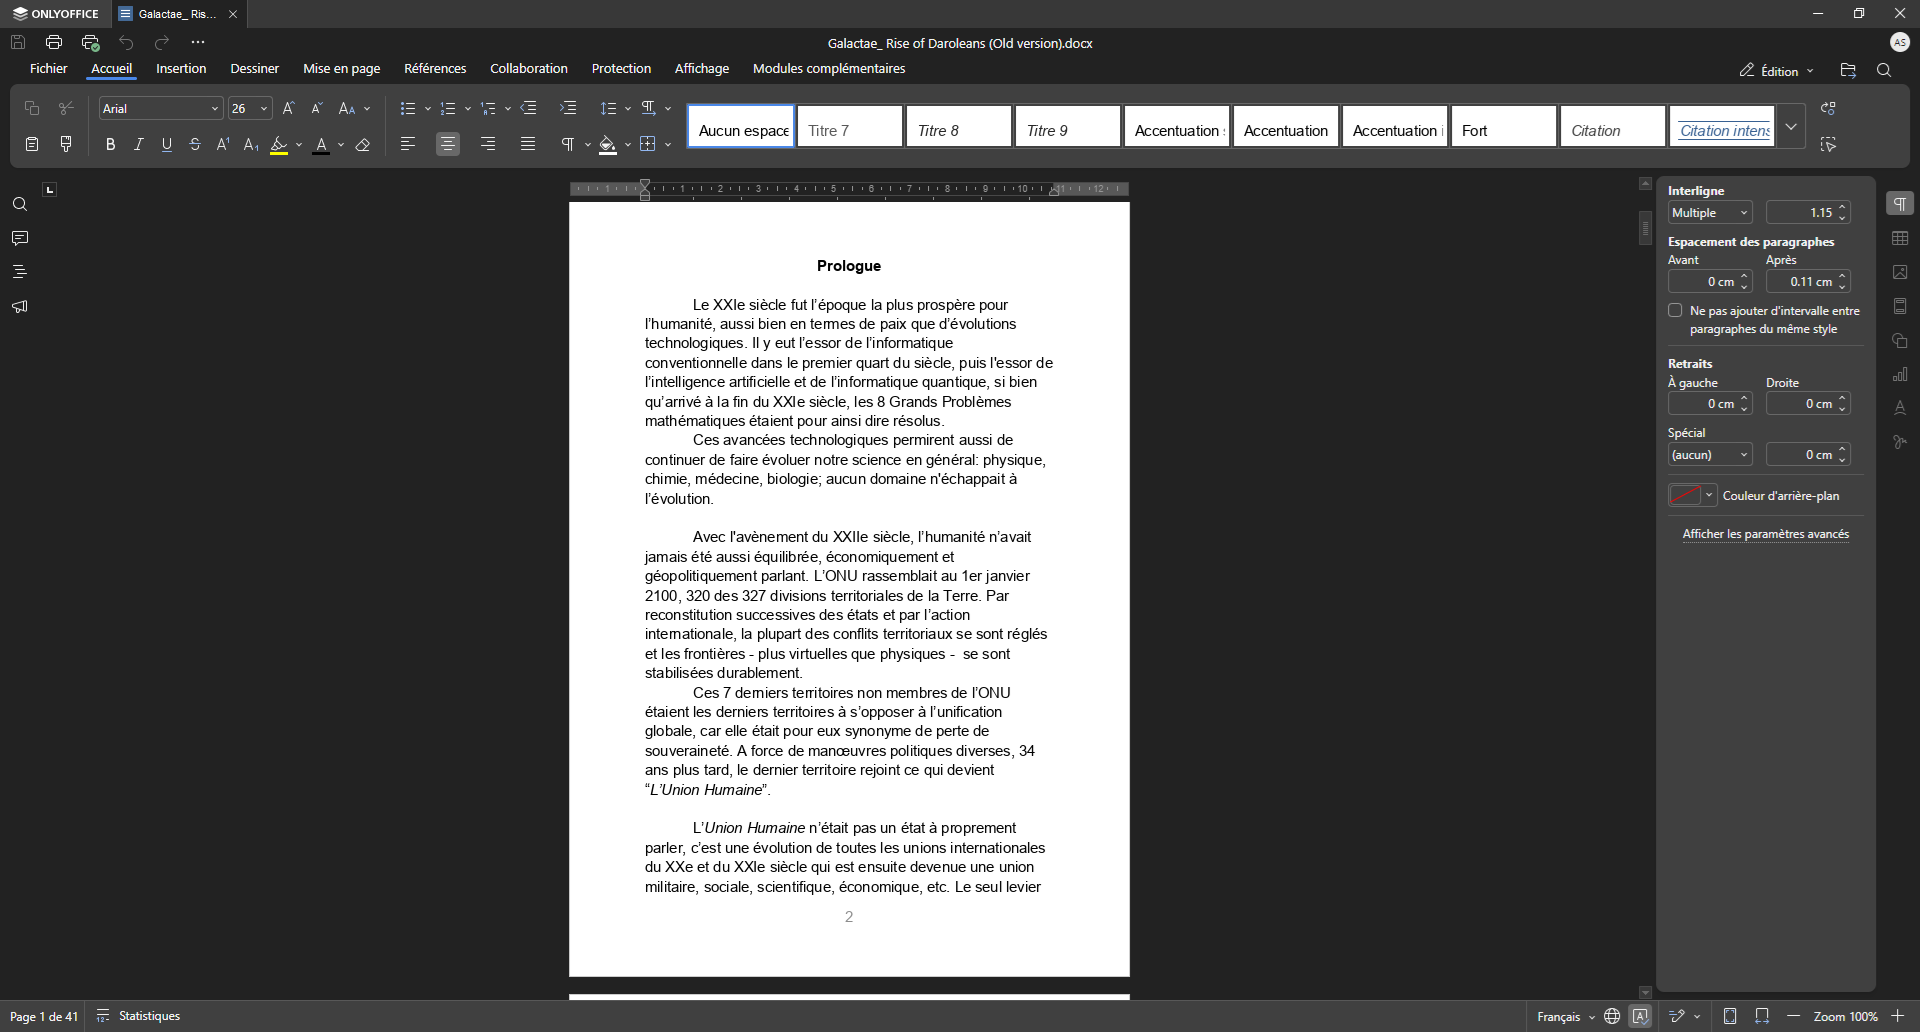 ONLYOFFICE
Galactae_ Ris...
Galactae_ Rise of Daroleans (Old version).docx
AS
Fichier Accueil Insertion Dessiner Mise en page Références Collaboration Protection Affichage Modules complémentaires
Édition
Arial 26
Aucun espace Titre 7 Titre 8 Titre 9 Accentuation Accentuation Accentuation Fort Citation Citation intens
1 1 2 3 4 5 6 7 8 9 10 11 12
Prologue
Le XXIe siècle fut l’époque la plus prospère pour
l’humanité, aussi bien en termes de paix que d’évolutions
technologiques. Il y eut l’essor de l’informatique
conventionnelle dans le premier quart du siècle, puis l'essor de
l’intelligence artificielle et de l’informatique quantique, si bien
qu’arrivé à la fin du XXIe siècle, les 8 Grands Problèmes
mathématiques étaient pour ainsi dire résolus.
Ces avancées technologiques permirent aussi de
continuer de faire évoluer notre science en général: physique,
chimie, médecine, biologie; aucun domaine n'échappait à
l’évolution.
Avec l'avènement du XXIIe siècle, l’humanité n’avait
jamais été aussi équilibrée, économiquement et
géopolitiquement parlant. L’ONU rassemblait au 1er janvier
2100, 320 des 327 divisions territoriales de la Terre. Par
reconstitution successives des états et par l’action
internationale, la plupart des conflits territoriaux se sont réglés
et les frontières - plus virtuelles que physiques -  se sont
stabilisées durablement.
Ces 7 derniers territoires non membres de l’ONU
étaient les derniers territoires à s’opposer à l’unification
globale, car elle était pour eux synonyme de perte de
souveraineté. A force de manœuvres politiques diverses, 34
ans plus tard, le dernier territoire rejoint ce qui devient
“L’Union Humaine”.
L’Union Humaine n’était pas un état à proprement
parler, c’est une évolution de toutes les unions internationales
du XXe et du XXIe siècle qui est ensuite devenue une union
militaire, sociale, scientifique, économique, etc. Le seul levier
2
Interligne
Multiple 1.15
Espacement des paragraphes
Avant Après
0 cm 0.11 cm
Ne pas ajouter d'intervalle entre
paragraphes du même style
Retraits
À gauche Droite
0 cm 0 cm
Spécial
(aucun) 0 cm
Couleur d'arrière-plan
Afficher les paramètres avancés
Page 1 de 41 Statistiques Français Zoom 100%